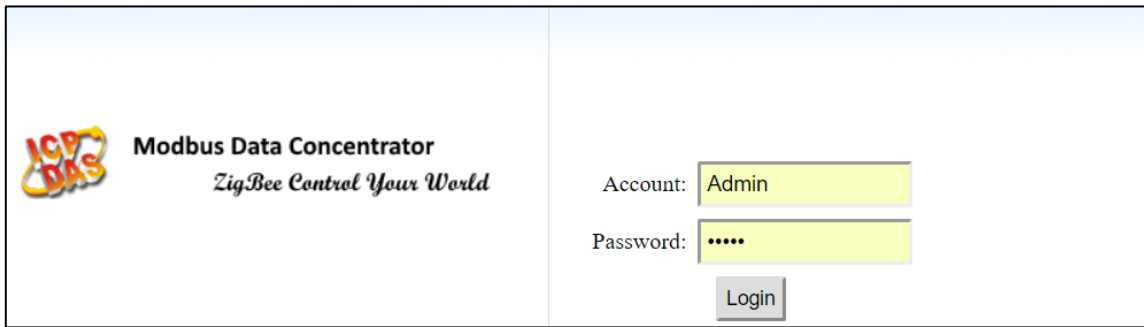 ICP
DAS
Modbus Data Concentrator
ZigBee Control Your World
Account: Admin
Password: •••••
Login